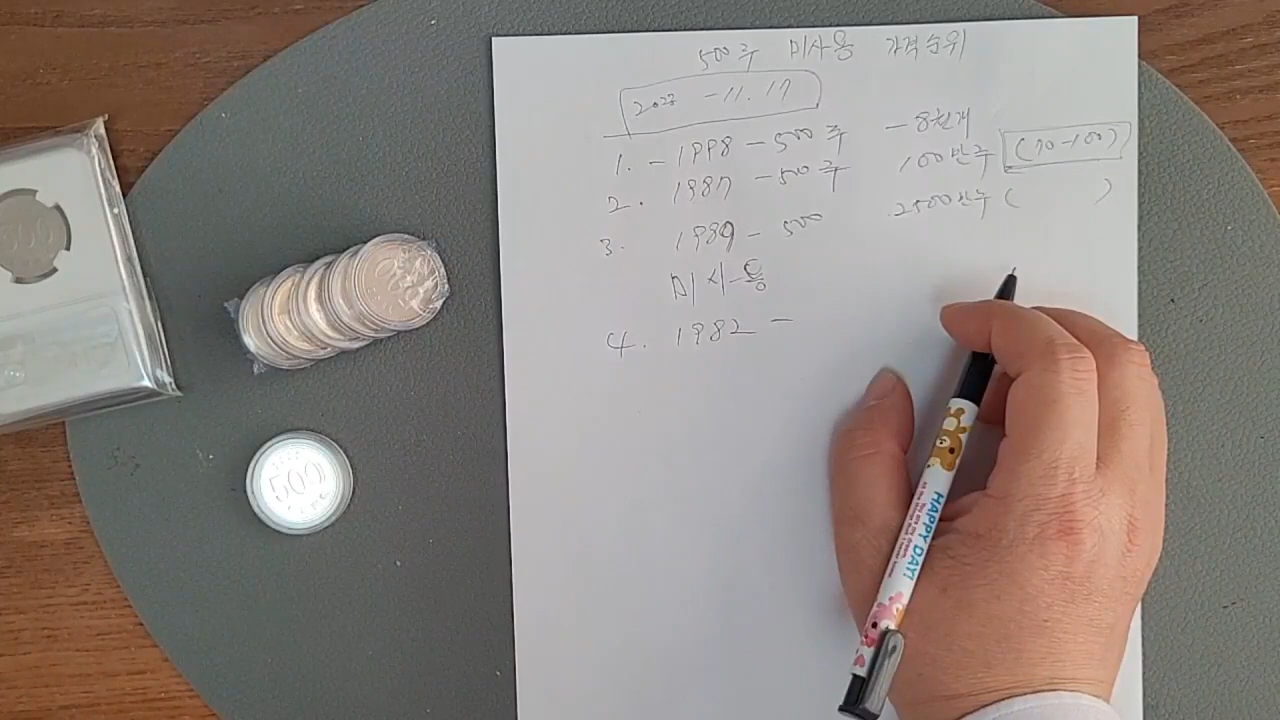 500주 미사용 가격순위
2023 - 11. 17
1. - 1998 - 500주 - 8천개
2. 1987 - 500주 100만주 (70-100)
3. 1989 - 500 2500만주 ( )
미사용
4. 1982 -
HAPPY DAY!
500
500